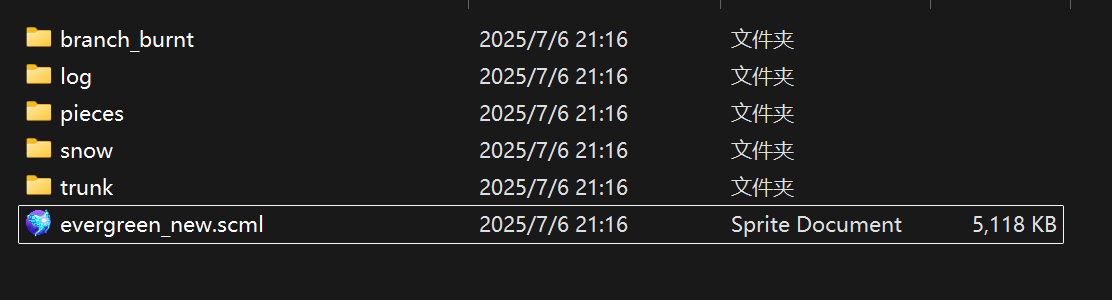 branch_burnt 2025/7/6 21:16 文件夹
log 2025/7/6 21:16 文件夹
pieces 2025/7/6 21:16 文件夹
snow 2025/7/6 21:16 文件夹
trunk 2025/7/6 21:16 文件夹
evergreen_new.scml 2025/7/6 21:16 Sprite Document 5,118 KB